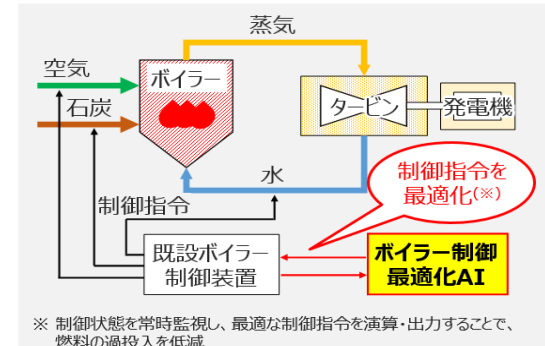 蒸気
空気
ボイラー
石炭
タービン
発電機
水
制御指令を
最適化(※)
制御指令
既設ボイラー
制御装置
ボイラー制御
最適化AI
※ 制御状態を常時監視し、最適な制御指令を演算・出力することで、
燃料の過投入を低減